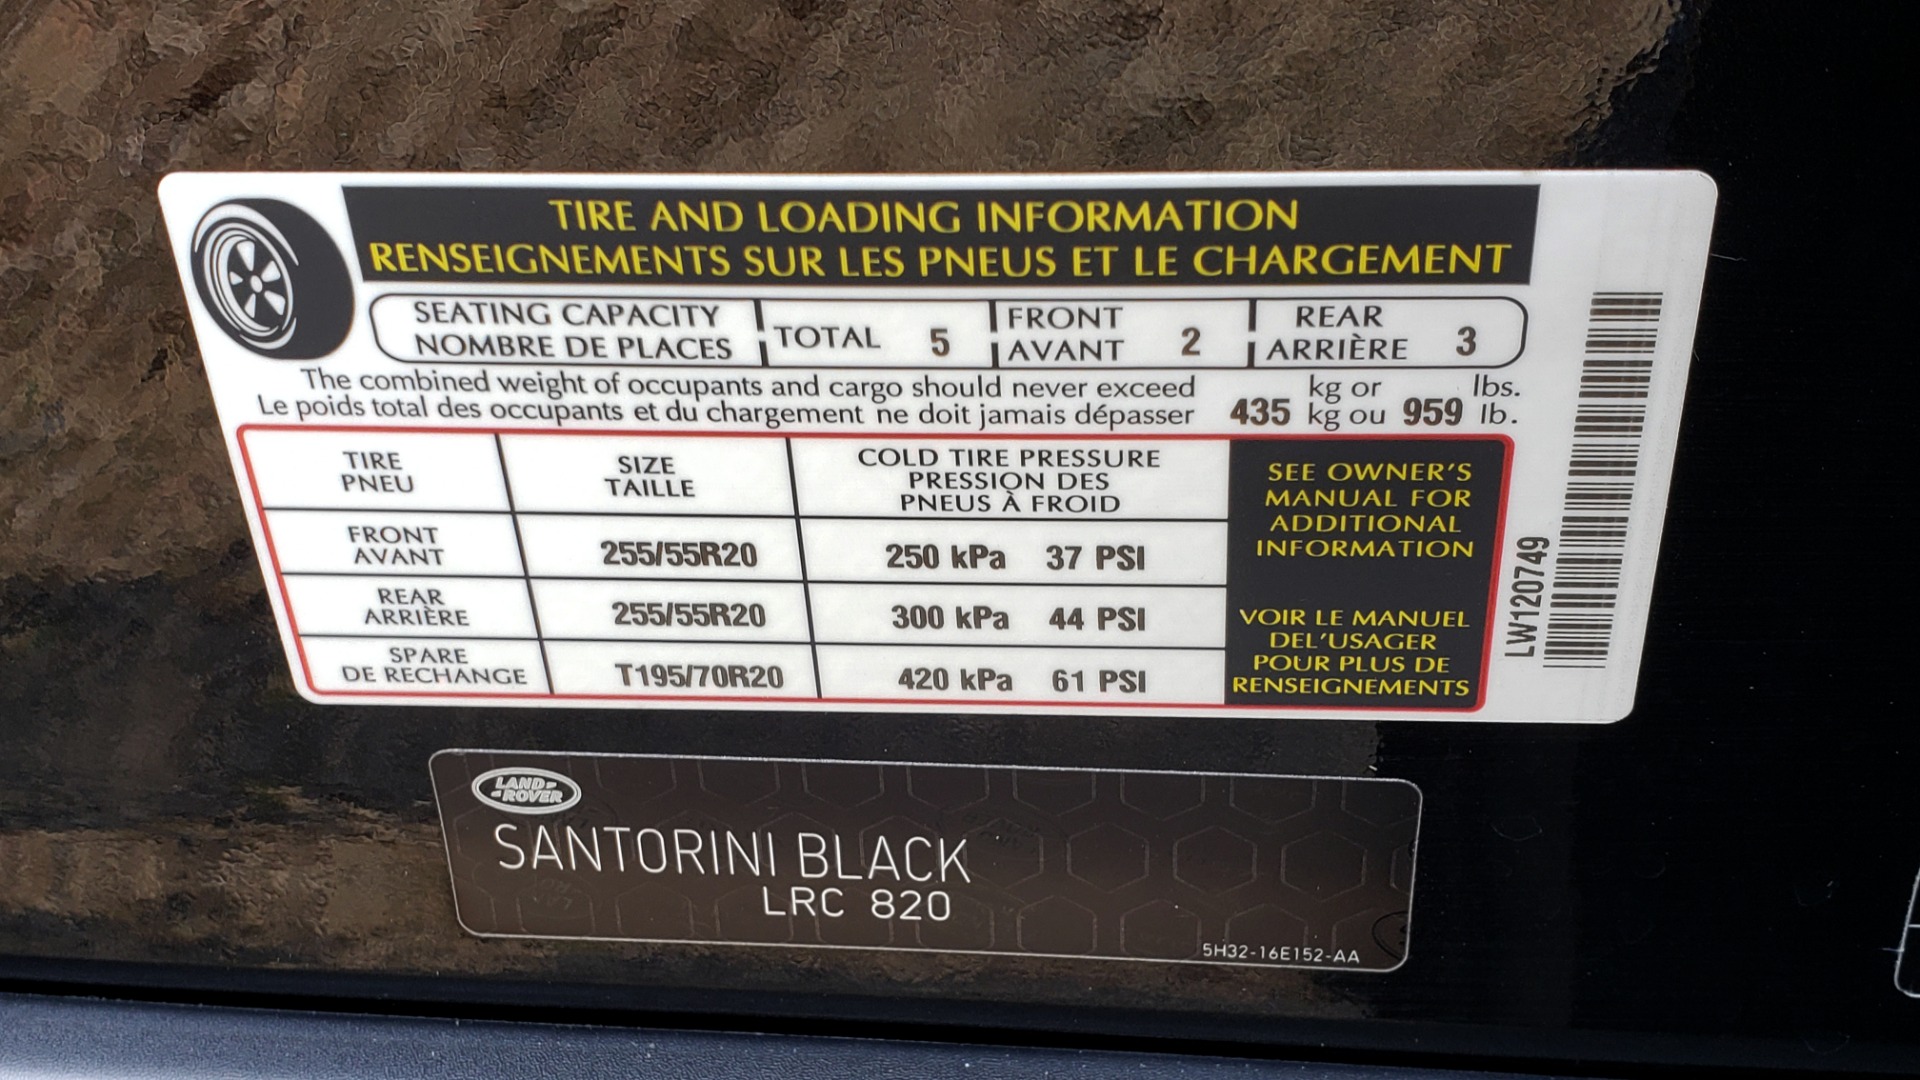 TIRE AND LOADING INFORMATION
RENSEIGNEMENTS SUR LES PNEUS ET LE CHARGEMENT
SEATING CAPACITY
NOMBRE DE PLACES
TOTAL 5
FRONT
AVANT 2
REAR
ARRIÈRE 3
The combined weight of occupants and cargo should never exceed
Le poids total des occupants et du chargement ne doit jamais dépasser
435 kg or
kg ou 959 lbs.
lb.
TIRE
PNEU
SIZE
TAILLE
COLD TIRE PRESSURE
PRESSION DES
PNEUS À FROID
FRONT
AVANT
255/55R20
250 kPa 37 PSI
REAR
ARRIÈRE
255/55R20
300 kPa 44 PSI
SPARE
DE RECHANGE
T195/70R20
420 kPa 61 PSI
SEE OWNER'S
MANUAL FOR
ADDITIONAL
INFORMATION
VOIR LE MANUEL
DEL'USAGER
POUR PLUS DE
RENSEIGNEMENTS
LW120749
LAND-
-ROVER
SANTORINI BLACK
LRC 820
5H32-16E152-AA